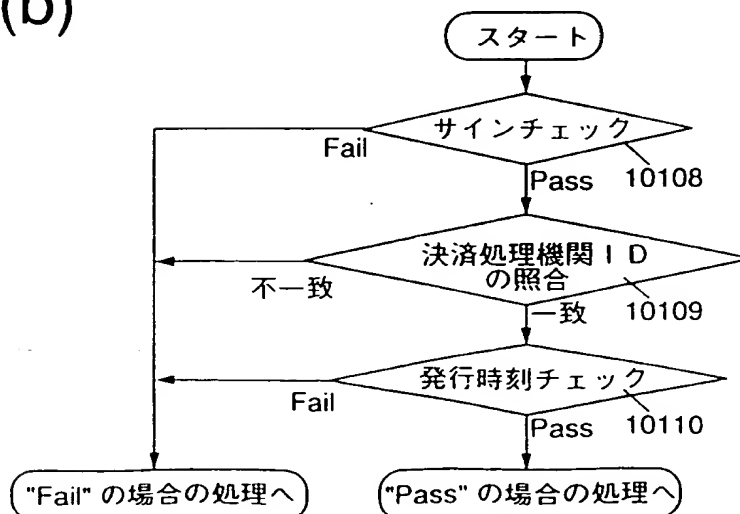 (b)
スタート
サインチェック
Fail
Pass
10108
決済処理機関ID
の照合
不一致
一致
10109
発行時刻チェック
Fail
Pass
10110
"Fail" の場合の処理へ
"Pass" の場合の処理へ